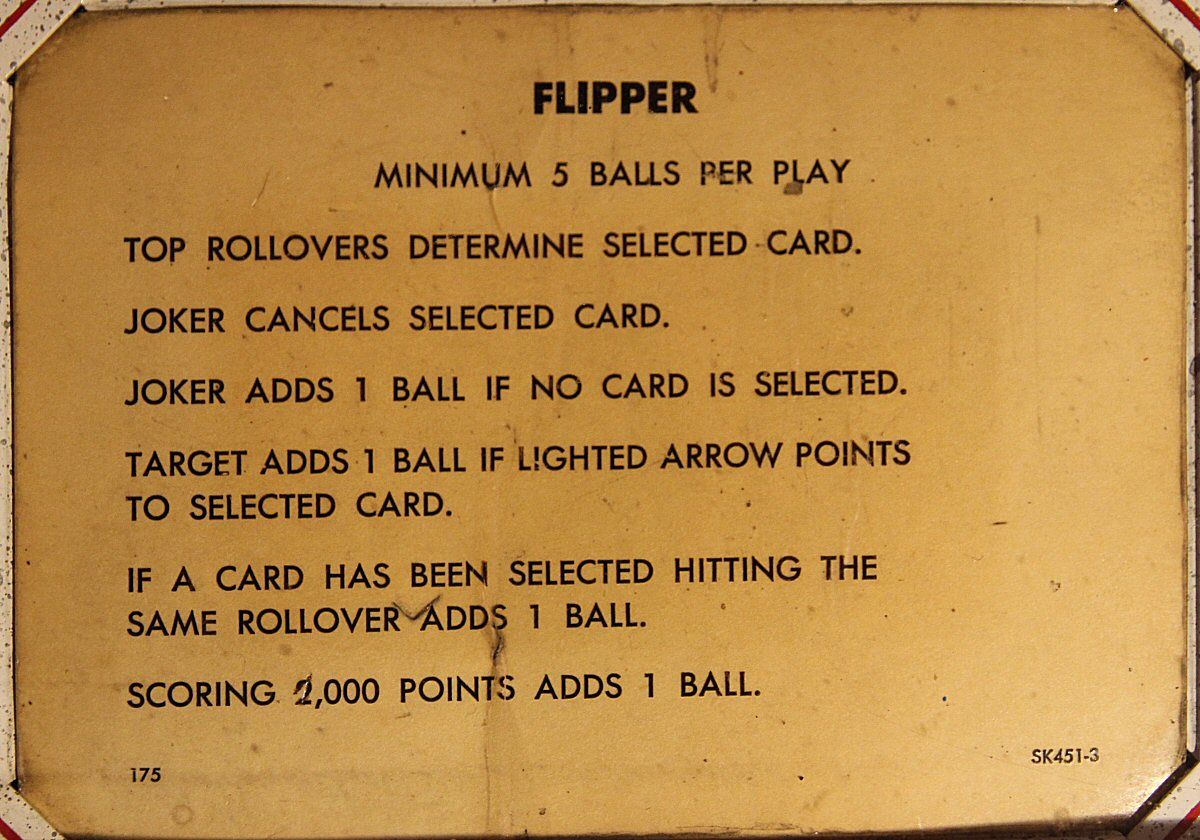 FLIPPER
MINIMUM 5 BALLS PER PLAY
TOP ROLLOVERS DETERMINE SELECTED CARD.
JOKER CANCELS SELECTED CARD.
JOKER ADDS 1 BALL IF NO CARD IS SELECTED.
TARGET ADDS 1 BALL IF LIGHTED ARROW POINTS
TO SELECTED CARD.
IF A CARD HAS BEEN SELECTED HITTING THE
SAME ROLLOVER ADDS 1 BALL.
SCORING 2,000 POINTS ADDS 1 BALL.
175
SK451-3